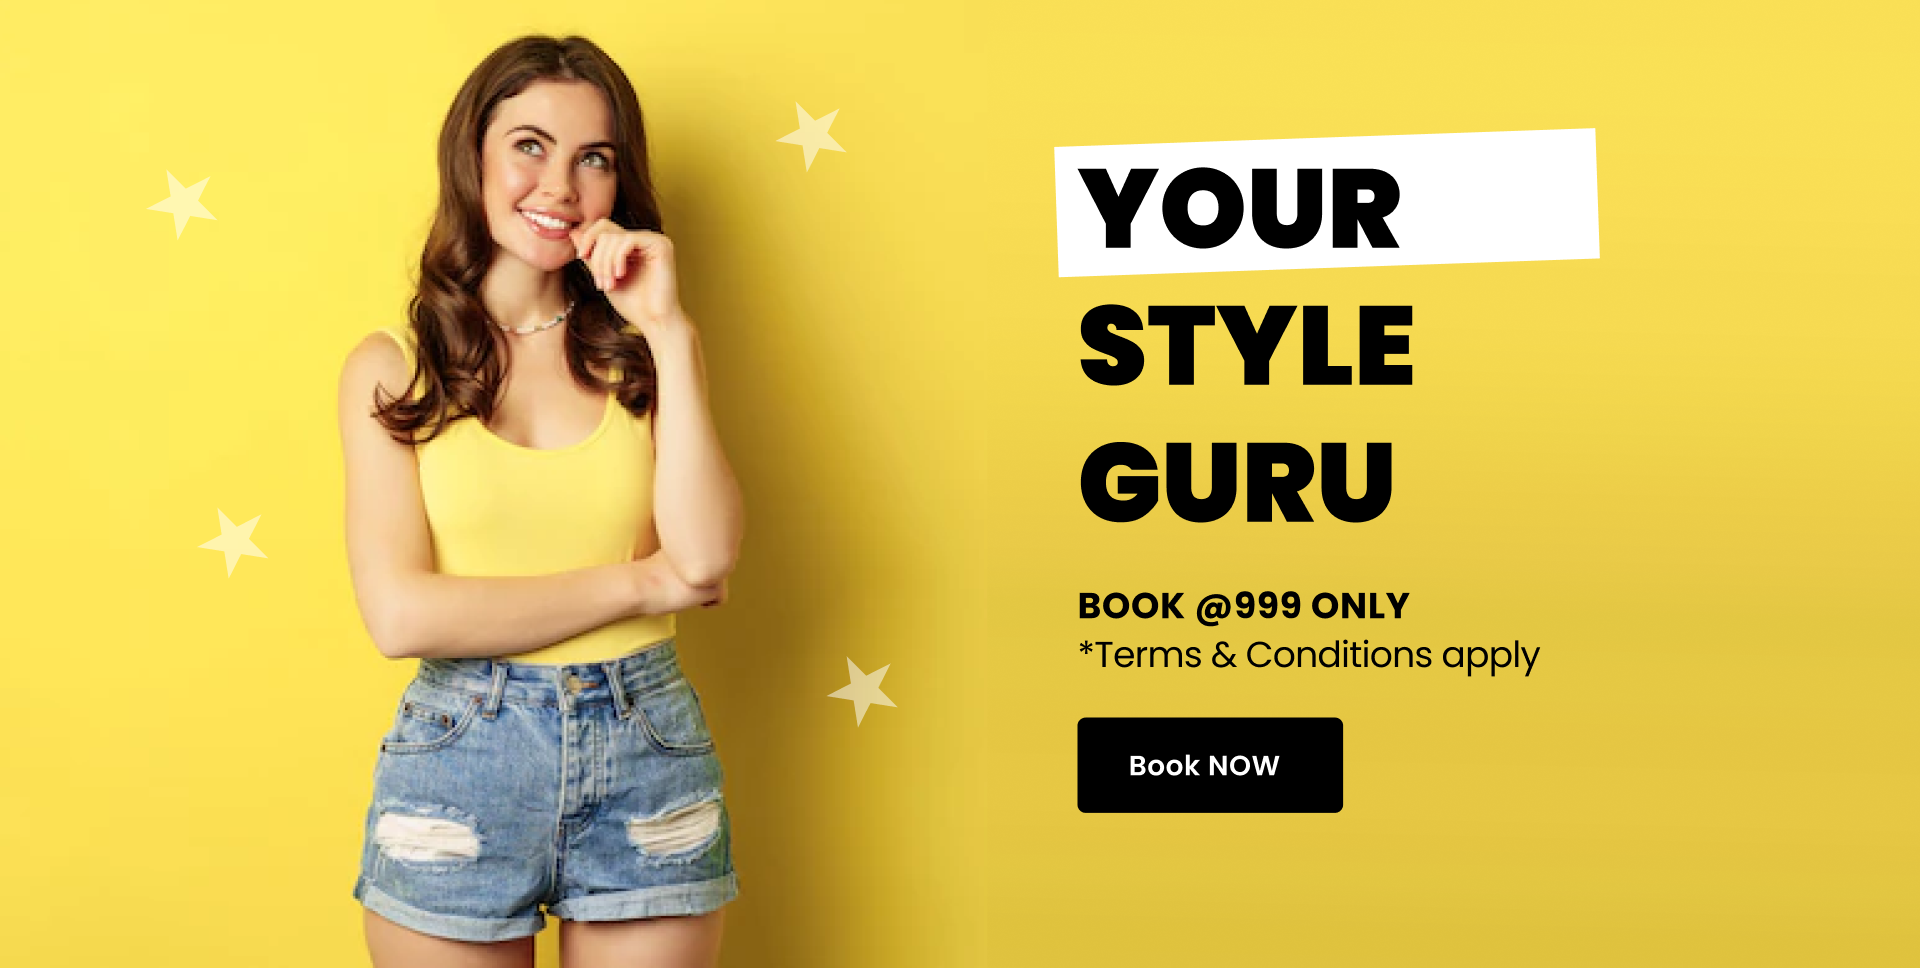 YOUR
STYLE
GURU
BOOK @999 ONLY
*Terms & Conditions apply
Book NOW